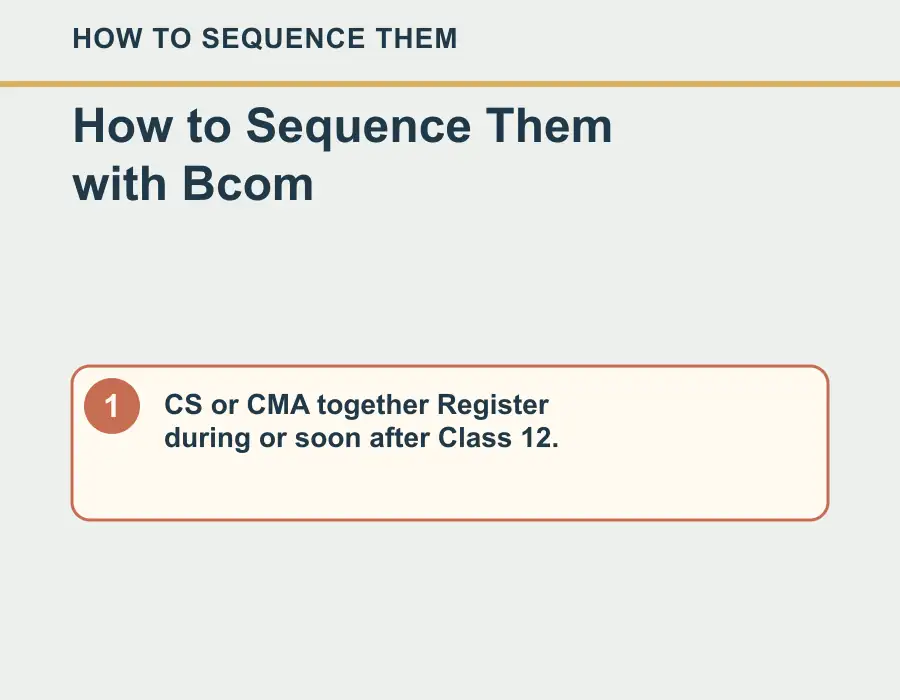 HOW TO SEQUENCE THEM
How to Sequence Them
with Bcom
1
CS or CMA together Register
during or soon after Class 12.